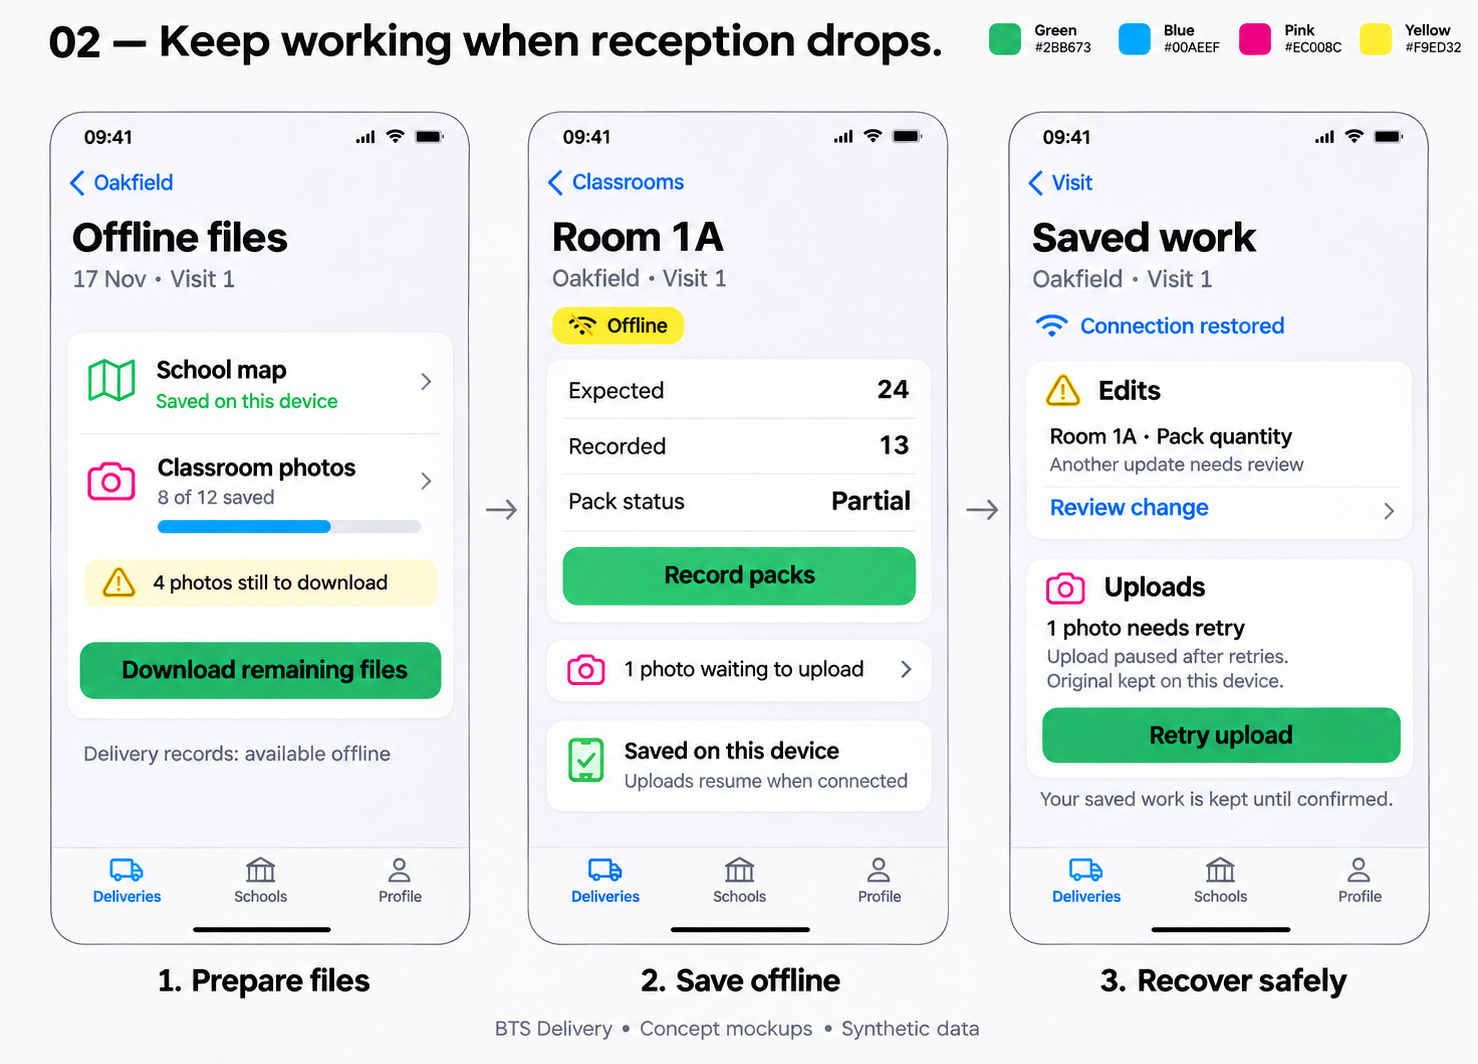 02 — Keep working when reception drops.
Green
#2BB673
Blue
#00AEEF
Pink
#EC008C
Yellow
#F9ED32
09:41
Oakfield
Offline files
17 Nov • Visit 1
School map
Saved on this device
Classroom photos
8 of 12 saved
4 photos still to download
Download remaining files
Delivery records: available offline
Deliveries
Schools
Profile
1. Prepare files
09:41
Classrooms
Room 1A
Oakfield • Visit 1
Offline
Expected 24
Recorded 13
Pack status Partial
Record packs
1 photo waiting to upload
Saved on this device
Uploads resume when connected
Deliveries
Schools
Profile
2. Save offline
09:41
Visit
Saved work
Oakfield • Visit 1
Connection restored
Edits
Room 1A • Pack quantity
Another update needs review
Review change
Uploads
1 photo needs retry
Upload paused after retries.
Original kept on this device.
Retry upload
Your saved work is kept until confirmed.
Deliveries
Schools
Profile
3. Recover safely
BTS Delivery • Concept mockups • Synthetic data